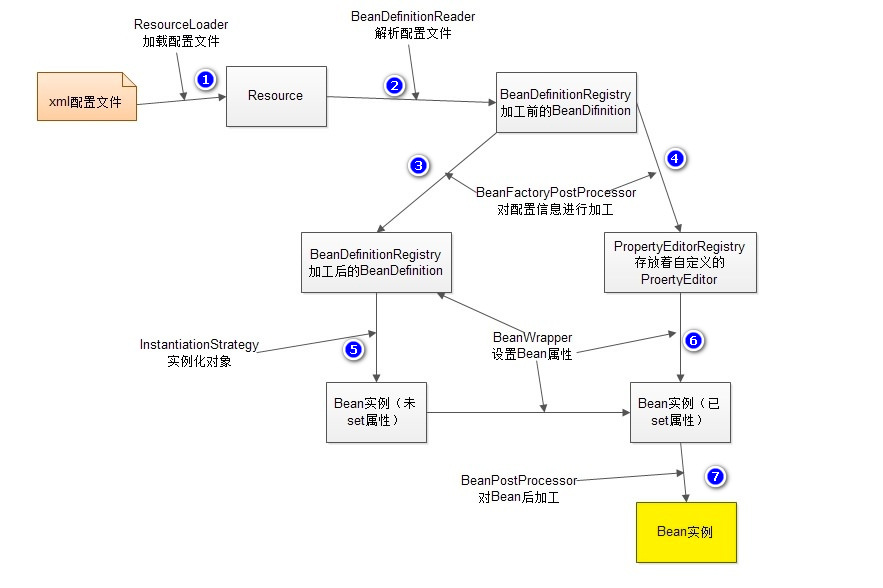 ResourceLoader
加载配置文件
BeanDefinitionReader
解析配置文件
1
2
xml配置文件
Resource
BeanDefinitionRegistry
加工前的BeanDifinition
3
4
BeanFactoryPostProcessor
对配置信息进行加工
BeanDefinitionRegistry
加工后的BeanDefinition
PropertyEditorRegistry
存放着自定义的
ProertyEditor
InstantiationStrategy
实例化对象
5
BeanWrapper
设置Bean属性
6
Bean实例（未
set属性）
Bean实例（已
set属性）
BeanPostProcessor
对Bean后加工
7
Bean实例